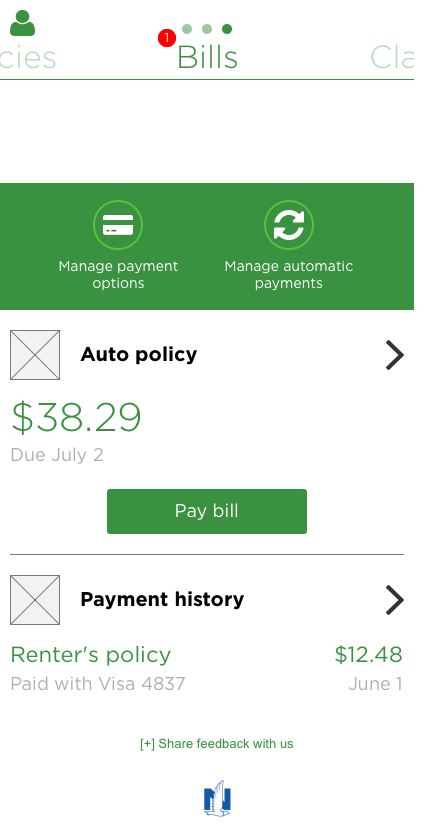 1
cies
Bills
Cla
Manage payment
options
Manage automatic
payments
Auto policy
$38.29
Due July 2
Pay bill
Payment history
Renter's policy
$12.48
Paid with Visa 4837
June 1
[+] Share feedback with us
N